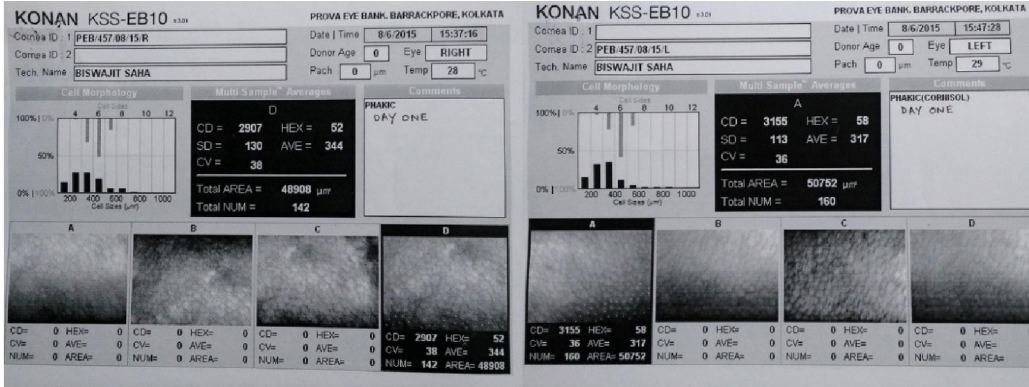 KONAN KSS-EB10
PROVA EYE BANK. BARRACKPORE, KOLKATA
Cornea ID : 1 PEB/457/08/15/R
Date | Time 8/6/2015 15:37:16
Cornea ID : 2
Donor Age 0 Eye RIGHT
Tech. Name BISWAJIT SAHA
Pach 0 µm Temp 28 °C
Cell Morphology
Multi Sample™ Averages
Comments
Cell Sides
4 6 8 10 12
100% | 0%
50%
0% | 100%
200 400 600 800 1000
Cell Sizes (µm²)
D
CD = 2907 HEX = 52
SD = 130 AVE = 344
CV = 38
Total AREA = 48908 µm²
Total NUM = 142
PHAKIC
DAY ONE
A B C D
CD= 0 HEX= 0 CD= 0 HEX= 0 CD= 0 HEX= 0 CD= 2907 HEX= 52
CV= 0 AVE= 0 CV= 0 AVE= 0 CV= 0 AVE= 0 CV= 38 AVE= 344
NUM= 0 AREA= 0 NUM= 0 AREA= 0 NUM= 0 AREA= 0 NUM= 142 AREA= 48908
KONAN KSS-EB10
PROVA EYE BANK. BARRACKPORE, KOLKATA
Cornea ID : 1
Date | Time 8/6/2015 15:47:28
Cornea ID : 2 PEB/457/08/15/L
Donor Age 0 Eye LEFT
Tech. Name BISWAJIT SAHA
Pach 0 µm Temp 29 °C
Cell Morphology
Multi Sample™ Averages
Comments
Cell Sides
4 6 8 10 12
100% | 0%
50%
0% | 100%
200 400 600 800 1000
Cell Sizes (µm²)
A
CD = 3155 HEX = 58
SD = 113 AVE = 317
CV = 36
Total AREA = 50752 µm²
Total NUM = 160
PHAKIC(CORNISOL)
DAY ONE
A B C D
CD= 3155 HEX= 58 CD= 0 HEX= 0 CD= 0 HEX= 0 CD= 0 HEX= 0
CV= 36 AVE= 317 CV= 0 AVE= 0 CV= 0 AVE= 0 CV= 0 AVE= 0
NUM= 160 AREA= 50752 NUM= 0 AREA= 0 NUM= 0 AREA= 0 NUM= 0 AREA= 0